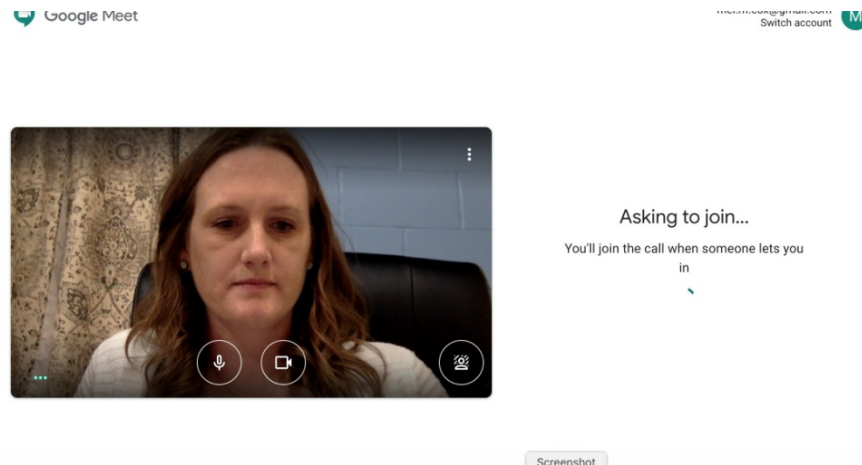 Google Meet
Switch account
M
Asking to join...
You'll join the call when someone lets you
in
Screenshot